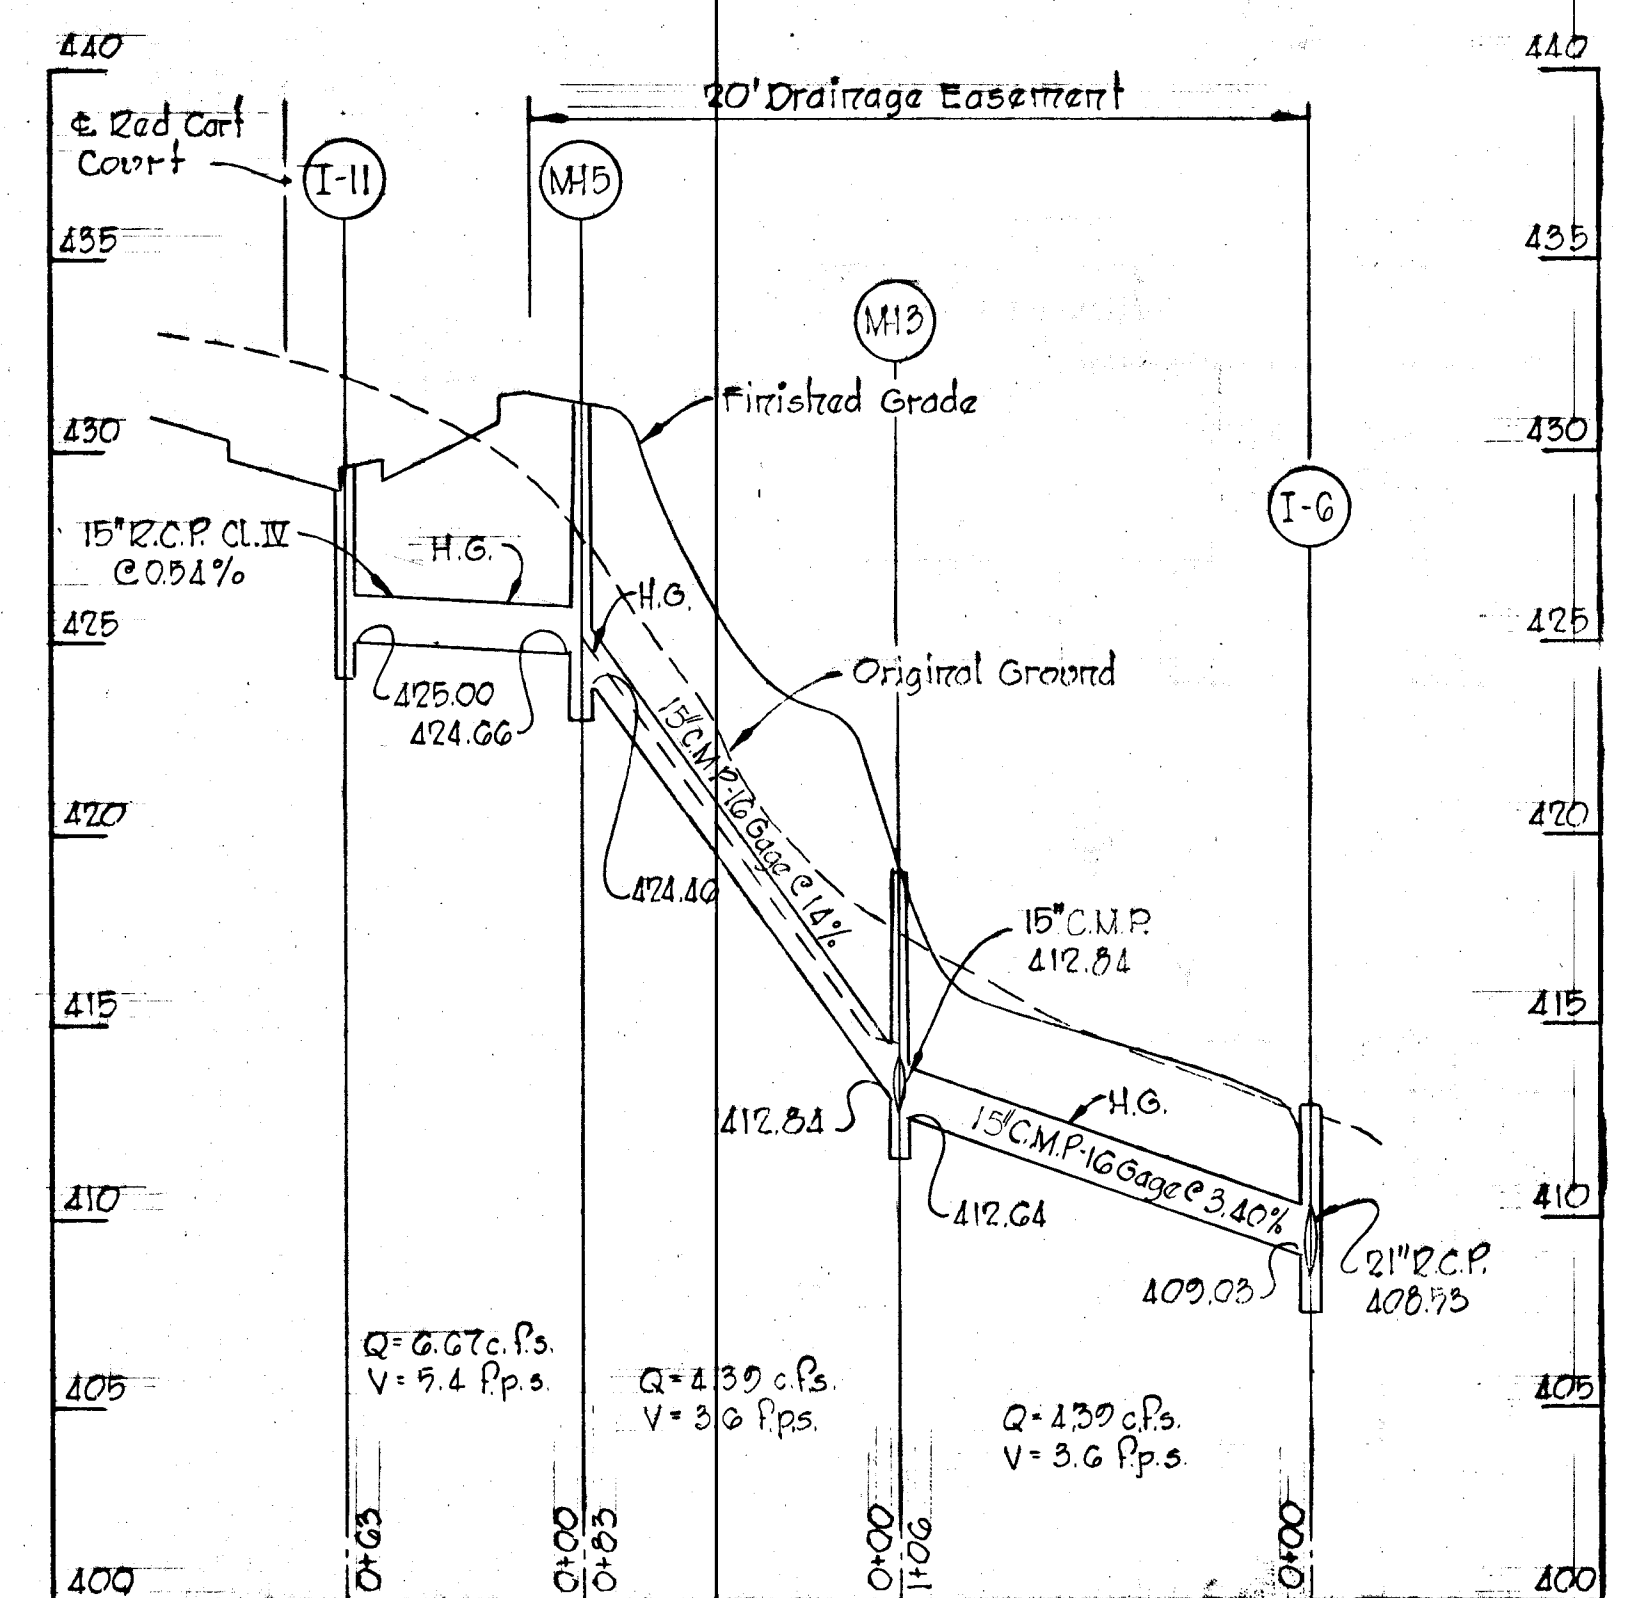 440
440
20' Drainage Easement
℄ Red Cort
Court
I-11
MH5
435
435
MH3
Finished Grade
430
430
I-6
15" R.C.P. Cl. IV
@ 0.54%
H.G.
H.G.
425
425
Original Ground
425.00
424.66
15" C.M.P.-16 Gage @ 14%
420
420
424.46
15" C.M.P.
412.84
415
415
H.G.
412.84
15" C.M.P.-16 Gage @ 3.40%
410
410
412.64
409.03
21" R.C.P.
408.53
Q = 6.67 c.f.s.
V = 5.4 f.p.s.
Q = 4.39 c.f.s.
V = 3.6 f.p.s.
Q = 4.39 c.f.s.
V = 3.6 f.p.s.
405
405
0+63
0+00
0+83
0+00
1+06
0+00
400
400